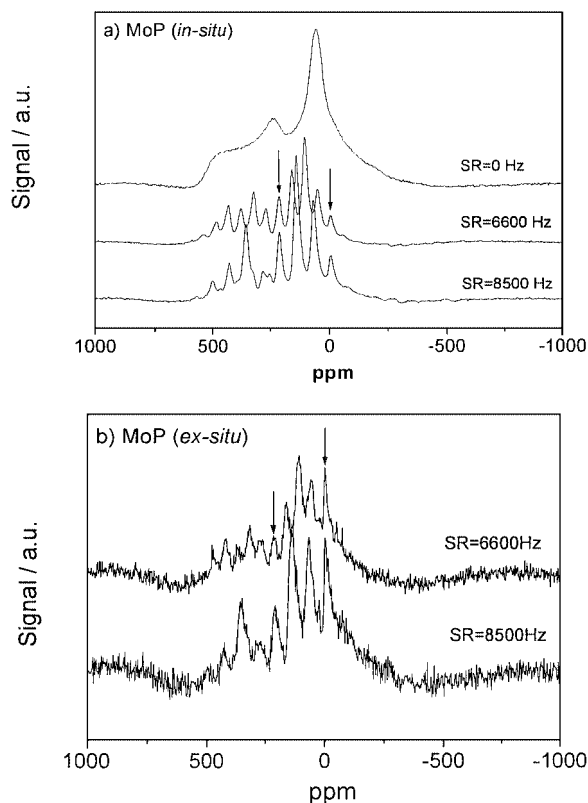 a) MoP (in-situ)
Signal / a.u.
SR=0 Hz
SR=6600 Hz
SR=8500 Hz
1000 500 0 -500 -1000
ppm
b) MoP (ex-situ)
Signal / a.u.
SR=6600Hz
SR=8500Hz
1000 500 0 -500 -1000
ppm